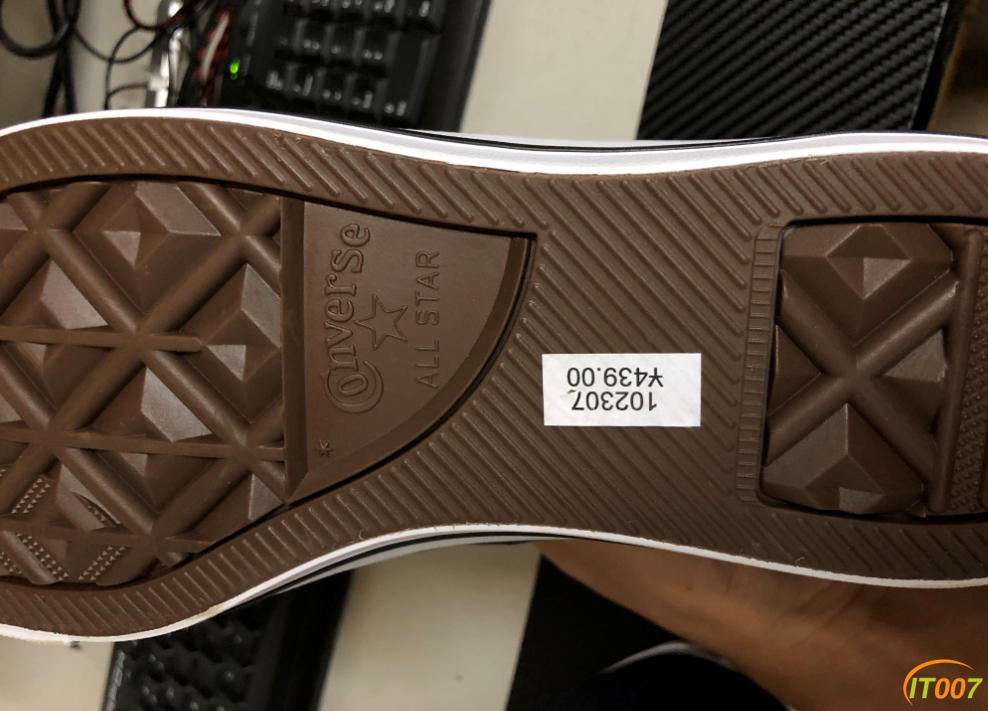 Converse
ALL STAR
102307
¥439.00
IT007